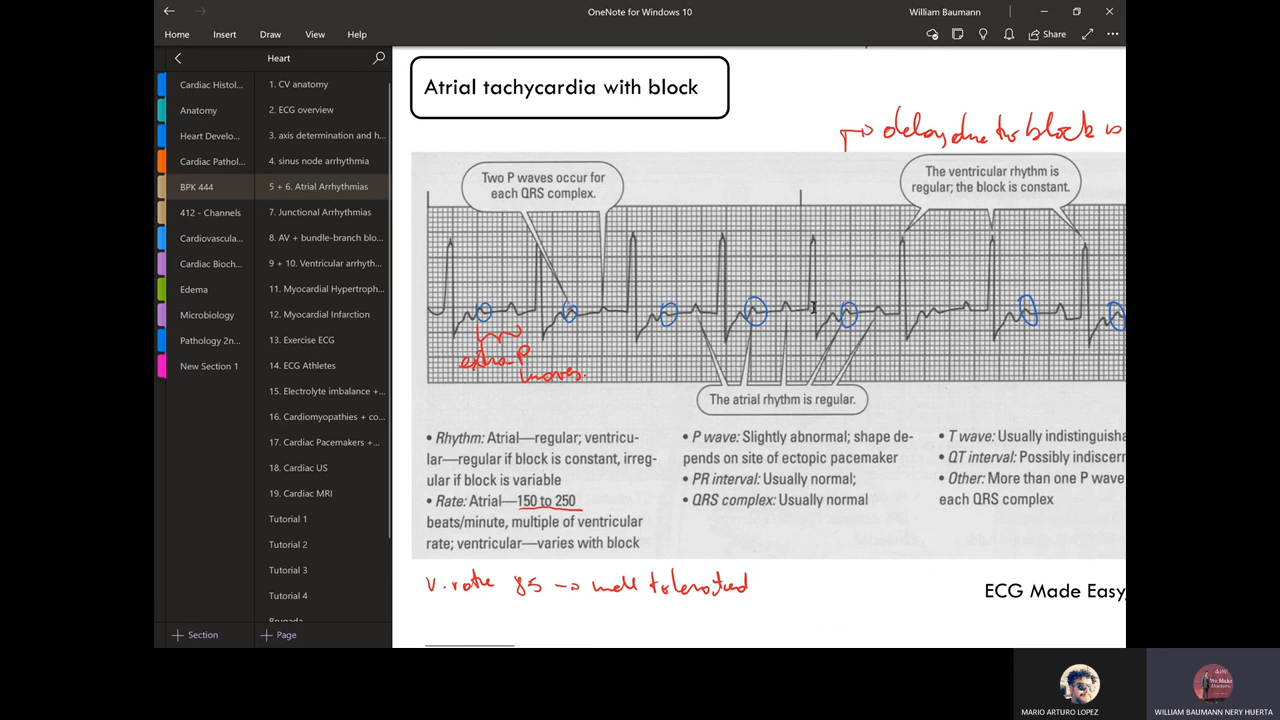 OneNote for Windows 10
William Baumann
Home
Insert
Draw
View
Help
Share
Heart
Cardiac Histol...
Anatomy
Heart Develo...
Cardiac Pathol...
BPK 444
412 - Channels
Cardiovascula...
Cardiac Bioch...
Edema
Microbiology
Pathology 2n...
New Section 1
1. CV anatomy
2. ECG overview
3. axis determination and h...
4. sinus node arrhythmia
5 + 6. Atrial Arrhythmias
7. Junctional Arrhythmias
8. AV + bundle-branch blo...
9 + 10. Ventricular arrhyth...
11. Myocardial Hypertroph...
12. Myocardial Infarction
13. Exercise ECG
14. ECG Athletes
15. Electrolyte imbalance +...
16. Cardiomyopathies + co...
17. Cardiac Pacemakers +...
18. Cardiac US
19. Cardiac MRI
Tutorial 1
Tutorial 2
Tutorial 3
Tutorial 4
Section
Page
Atrial tachycardia with block
delay due to block is
Two P waves occur for
each QRS complex.
The ventricular rhythm is
regular; the block is constant.
extra P
waves.
The atrial rhythm is regular.
• Rhythm: Atrial—regular; ventricu-
lar—regular if block is constant, irreg-
ular if block is variable
• Rate: Atrial—150 to 250
beats/minute, multiple of ventricular
rate; ventricular—varies with block
• P wave: Slightly abnormal; shape de-
pends on site of ectopic pacemaker
• PR interval: Usually normal;
• QRS complex: Usually normal
• T wave: Usually indistinguisha
• QT interval: Possibly indiscern
• Other: More than one P wave
each QRS complex
v. rate 85 → well tolerated
ECG Made Easy,
MARIO ARTURO LOPEZ
WILLIAM BAUMANN NERY HUERTA